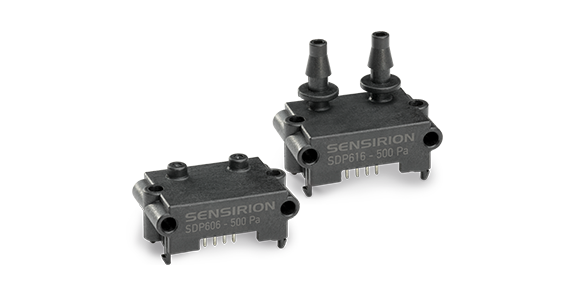 SENSIRION
SDP616 - 500 Pa
SENSIRION
SDP606 - 500 Pa